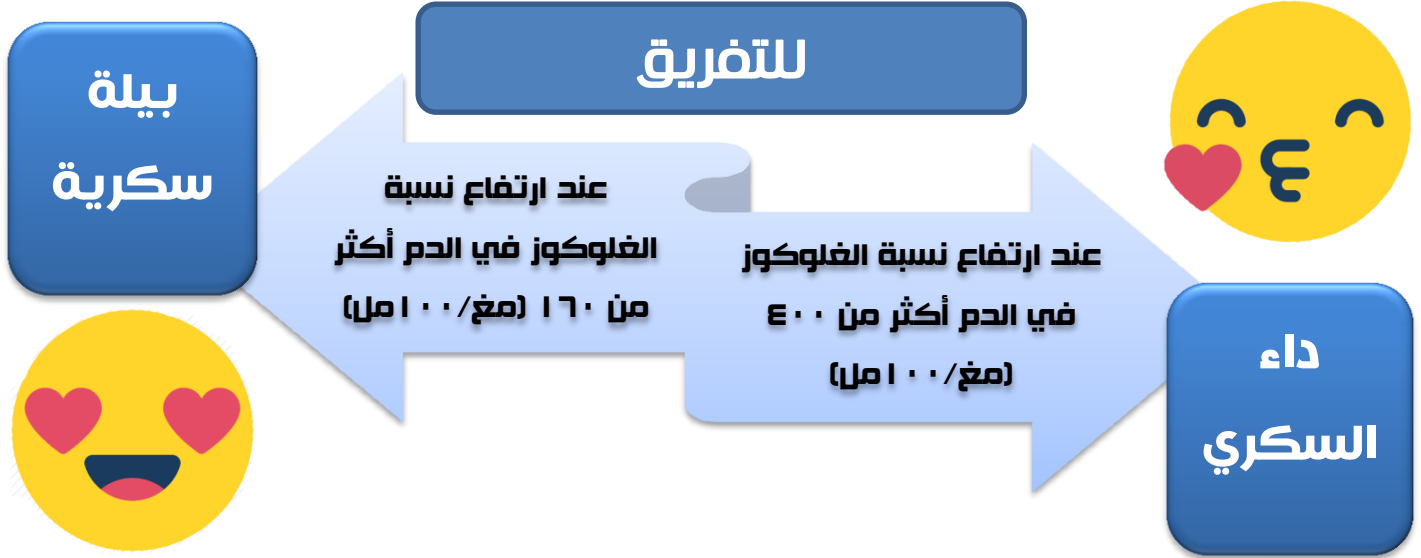 للتفريق
بيلة
سكرية
عند ارتفاع نسبة
الغلوكوز في الدم أكثر
من ١٦٠ (مغ/١٠٠مل)
عند ارتفاع نسبة الغلوكوز
في الدم أكثر من ٤٠٠
(مغ/١٠٠مل)
داء
السكري